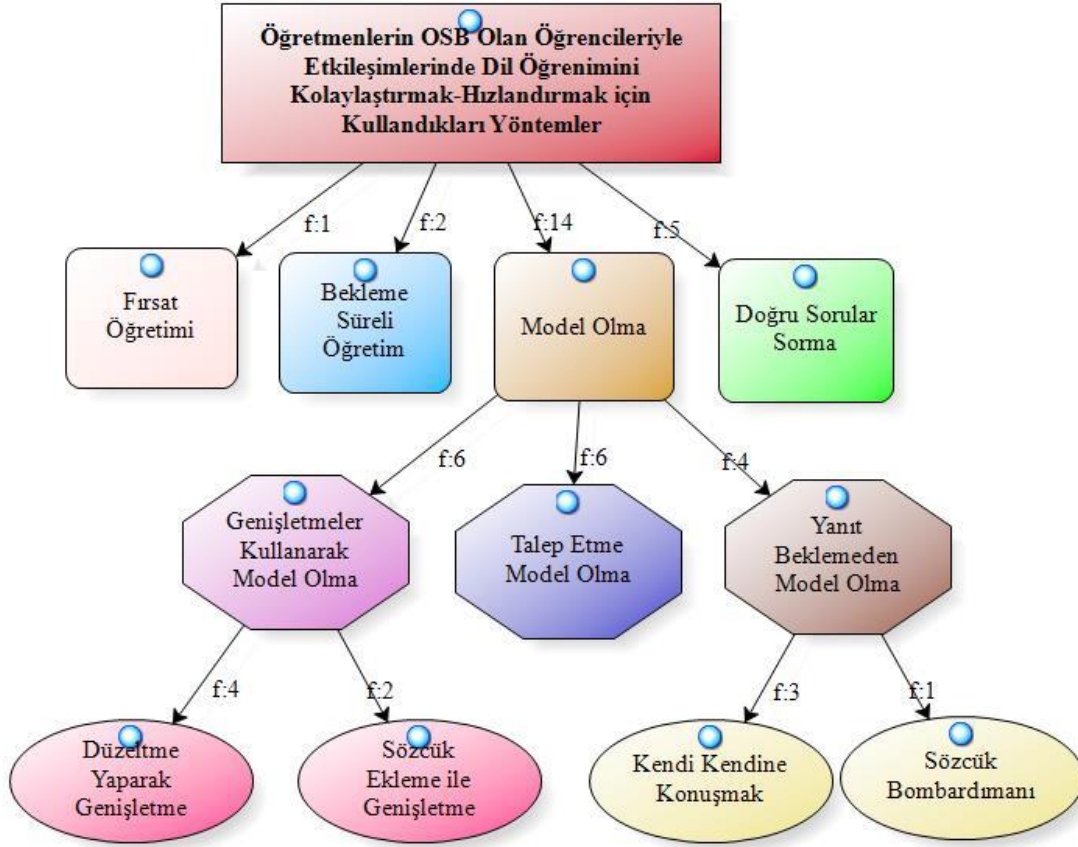 Öğretmenlerin OSB Olan Öğrencileriyle
Etkileşimlerinde Dil Öğrenimini
Kolaylaştırmak-Hızlandırmak için
Kullandıkları Yöntemler
f:1
f:2
f:14
f:5
Fırsat
Öğretimi
Bekleme
Süreli
Öğretim
Model Olma
Doğru Sorular
Sorma
f:6
f:6
f:4
Genişletmeler
Kullanarak
Model Olma
Talep Etme
Model Olma
Yanıt
Beklemeden
Model Olma
f:4
f:2
f:3
f:1
Düzeltme
Yaparak
Genişletme
Sözcük
Ekleme ile
Genişletme
Kendi Kendine
Konuşmak
Sözcük
Bombardımanı